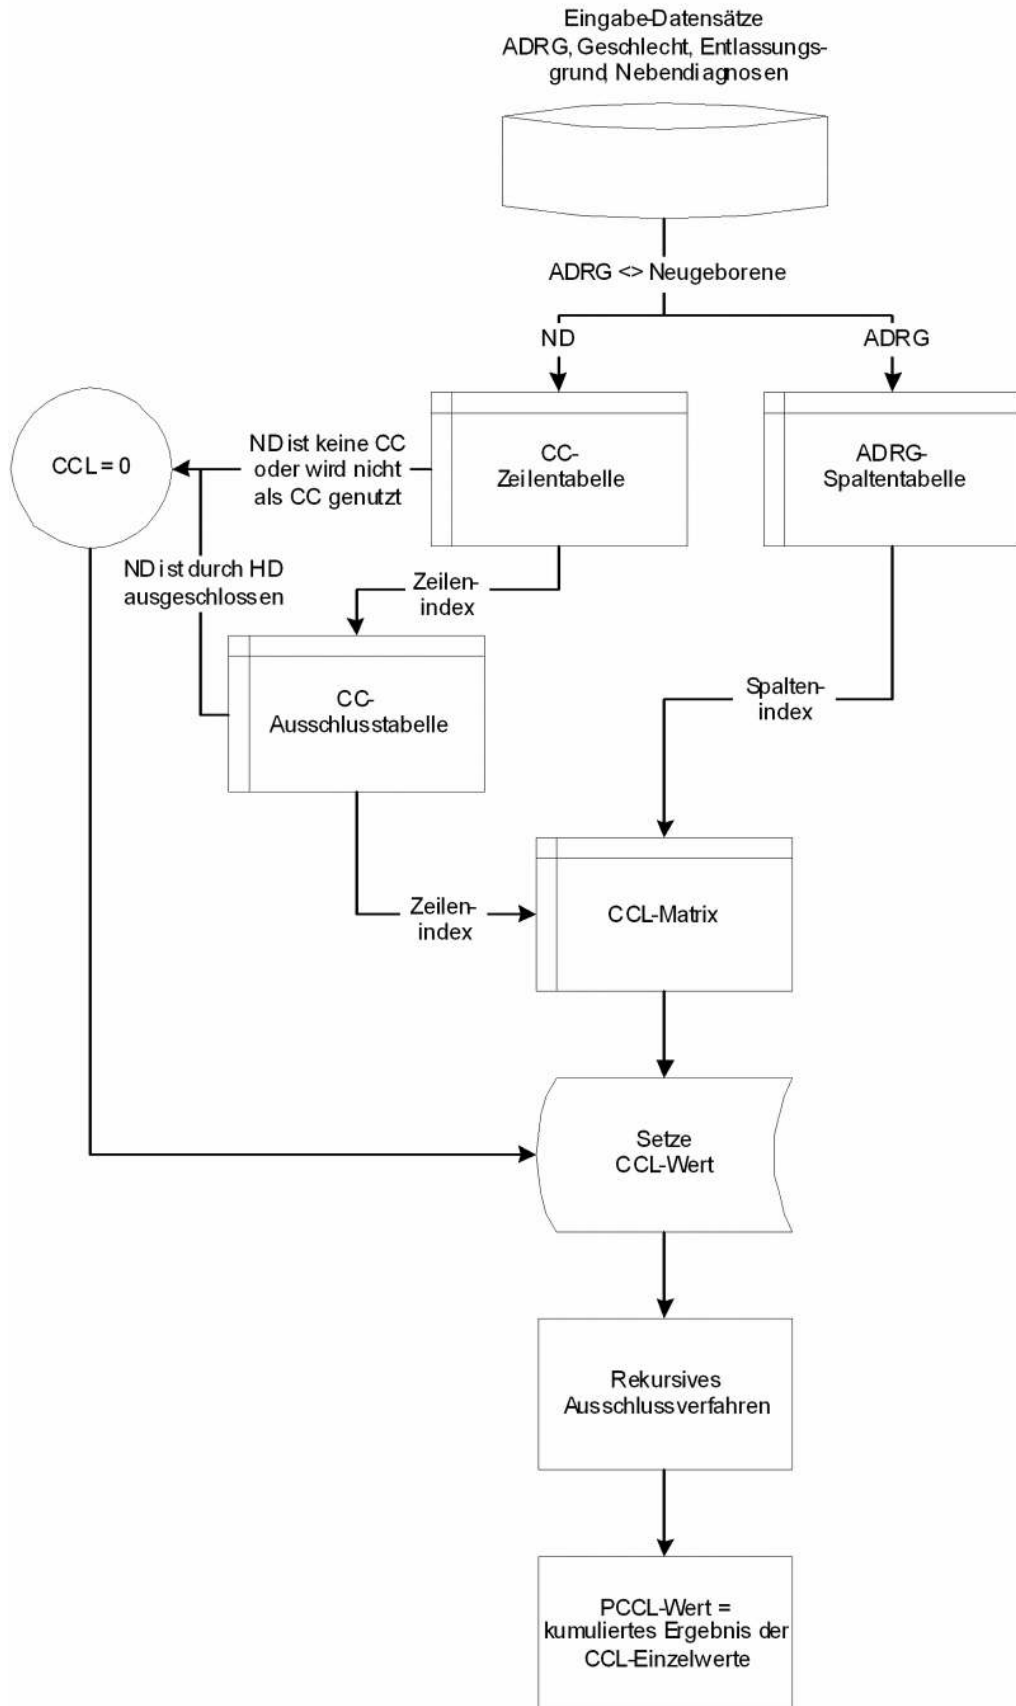 Eingabe-Datensätze
ADRG, Geschlecht, Entlassungs-
grund, Nebendiagnosen
ADRG <> Neugeborene
ND
ADRG
CCL = 0
ND ist keine CC
oder wird nicht
als CC genutzt
CC-
Zeilentabelle
ADRG-
Spaltentabelle
ND ist durch HD
ausgeschlossen
Zeilen-
index
CC-
Ausschlusstabelle
Spalten-
index
Zeilen-
index
CCL-Matrix
Setze
CCL-Wert
Rekursives
Ausschlussverfahren
PCCL-Wert =
kumuliertes Ergebnis der
CCL-Einzelwerte